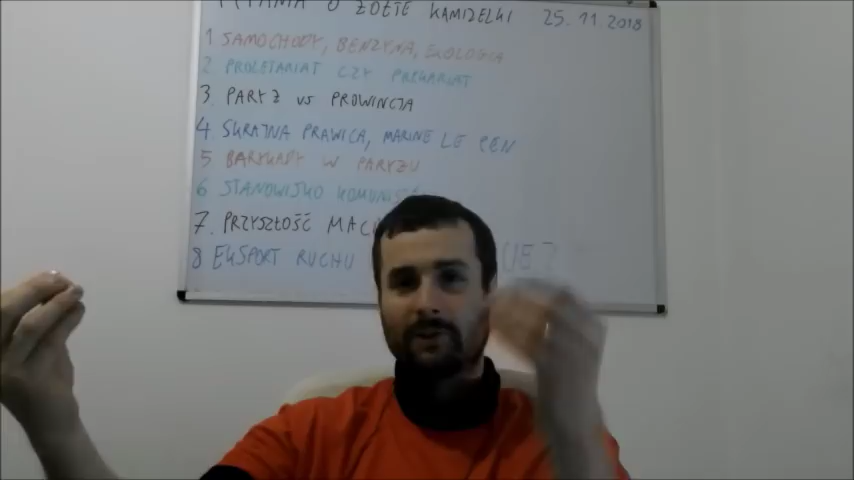 PYTANIA O ŻÓŁTE KAMIZELKI 25.11 2018
1 SAMOCHODY, BENZYNA, EKOLOGIA
2 PROLETARIAT CZY PREKARIAT
3 PARYŻ vs PROWINCJA
4. SKRAJNA PRAWICA, MARINE LE PEN
5 BARYKADY W PARYŻU
6 STANOWISKO
7. PRZYSZŁOŚĆ
8 EKSPORT RUCHU